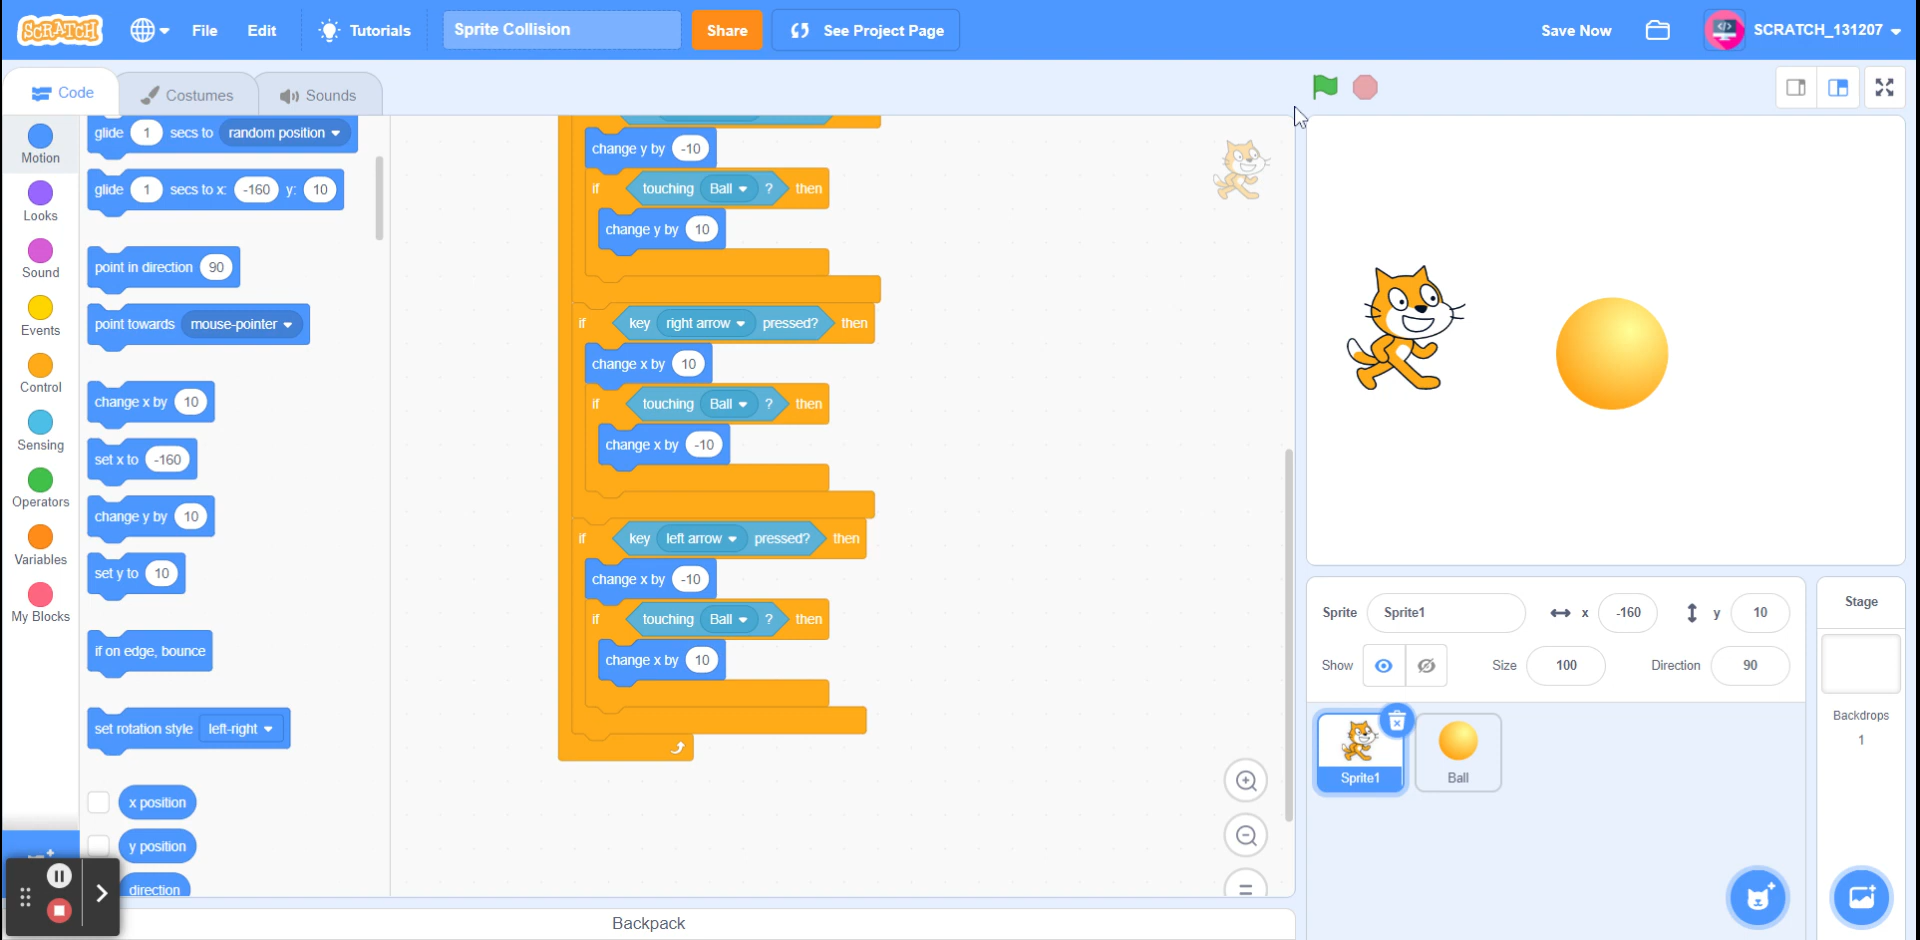 SCRATCH
File
Edit
Tutorials
Sprite Collision
Share
See Project Page
Save Now
SCRATCH_131207
Code
Costumes
Sounds
Motion
Looks
Sound
Events
Control
Sensing
Operators
Variables
My Blocks
glide 1 secs to random position
glide 1 secs to x: -160 y: 10
point in direction 90
point towards mouse-pointer
change x by 10
set x to -160
change y by 10
set y to 10
if on edge, bounce
set rotation style left-right
x position
y position
direction
change y by -10
if touching Ball ? then
change y by 10
if key right arrow pressed? then
change x by 10
if touching Ball ? then
change x by -10
if key left arrow pressed? then
change x by -10
if touching Ball ? then
change x by 10
Backpack
Sprite Sprite1 x -160 y 10
Show Size 100 Direction 90
Sprite1
Ball
Stage
Backdrops
1